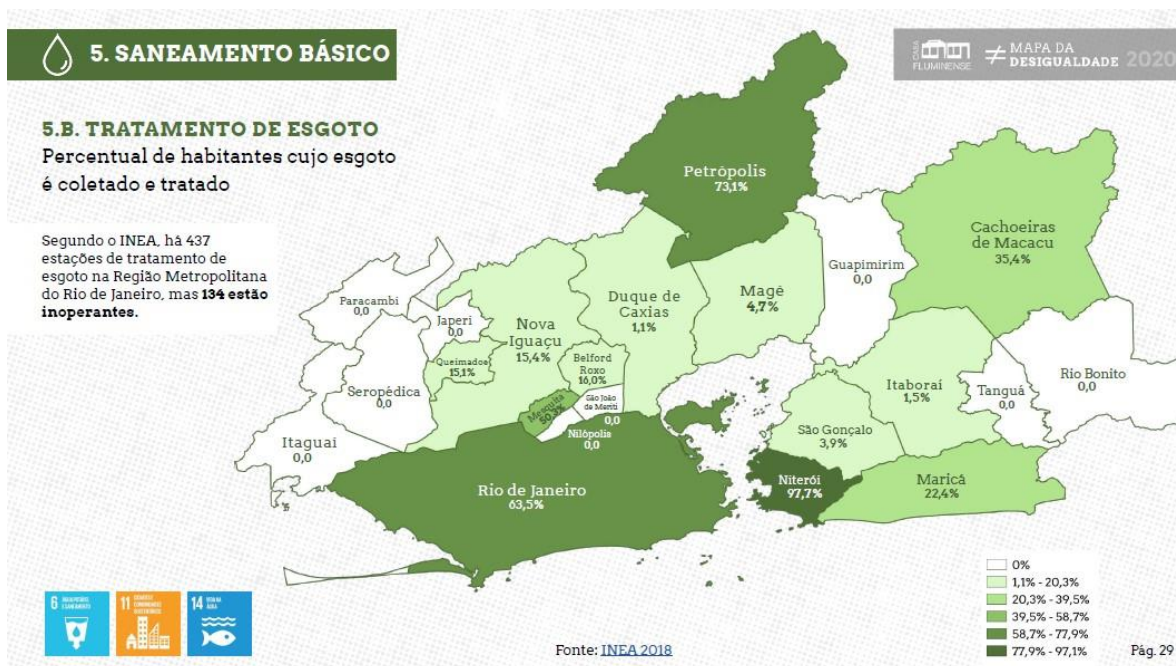 5. SANEAMENTO BÁSICO
CASA
FLUMINENSE
≠ MAPA DA
DESIGUALDADE 2020
5.B. TRATAMENTO DE ESGOTO
Percentual de habitantes cujo esgoto
é coletado e tratado
Segundo o INEA, há 437
estações de tratamento de
esgoto na Região Metropolitana
do Rio de Janeiro, mas 134 estão
inoperantes.
Petrópolis
73,1%
Cachoeiras
de Macacu
35,4%
Guapimirim
0,0
Paracambi
0,0
Japeri
0,0
Nova
Iguaçu
15,4%
Duque de
Caxias
1,1%
Magé
4,7%
Queimados
15,1%
Belford
Roxo
16,0%
Seropédica
0,0
Mesquita
São João
de Meriti
0,0
Nilópolis
0,0
Itaguaí
0,0
Itaboraí
1,5%
Tanguá
0,0
Rio Bonito
0,0
São Gonçalo
3,9%
Rio de Janeiro
63,5%
Niterói
97,7%
Maricá
22,4%
0%
1,1% - 20,3%
20,3% - 39,5%
39,5% - 58,7%
58,7% - 77,9%
77,9% - 97,1%
6
11
14
Fonte: INEA 2018
Pág. 29